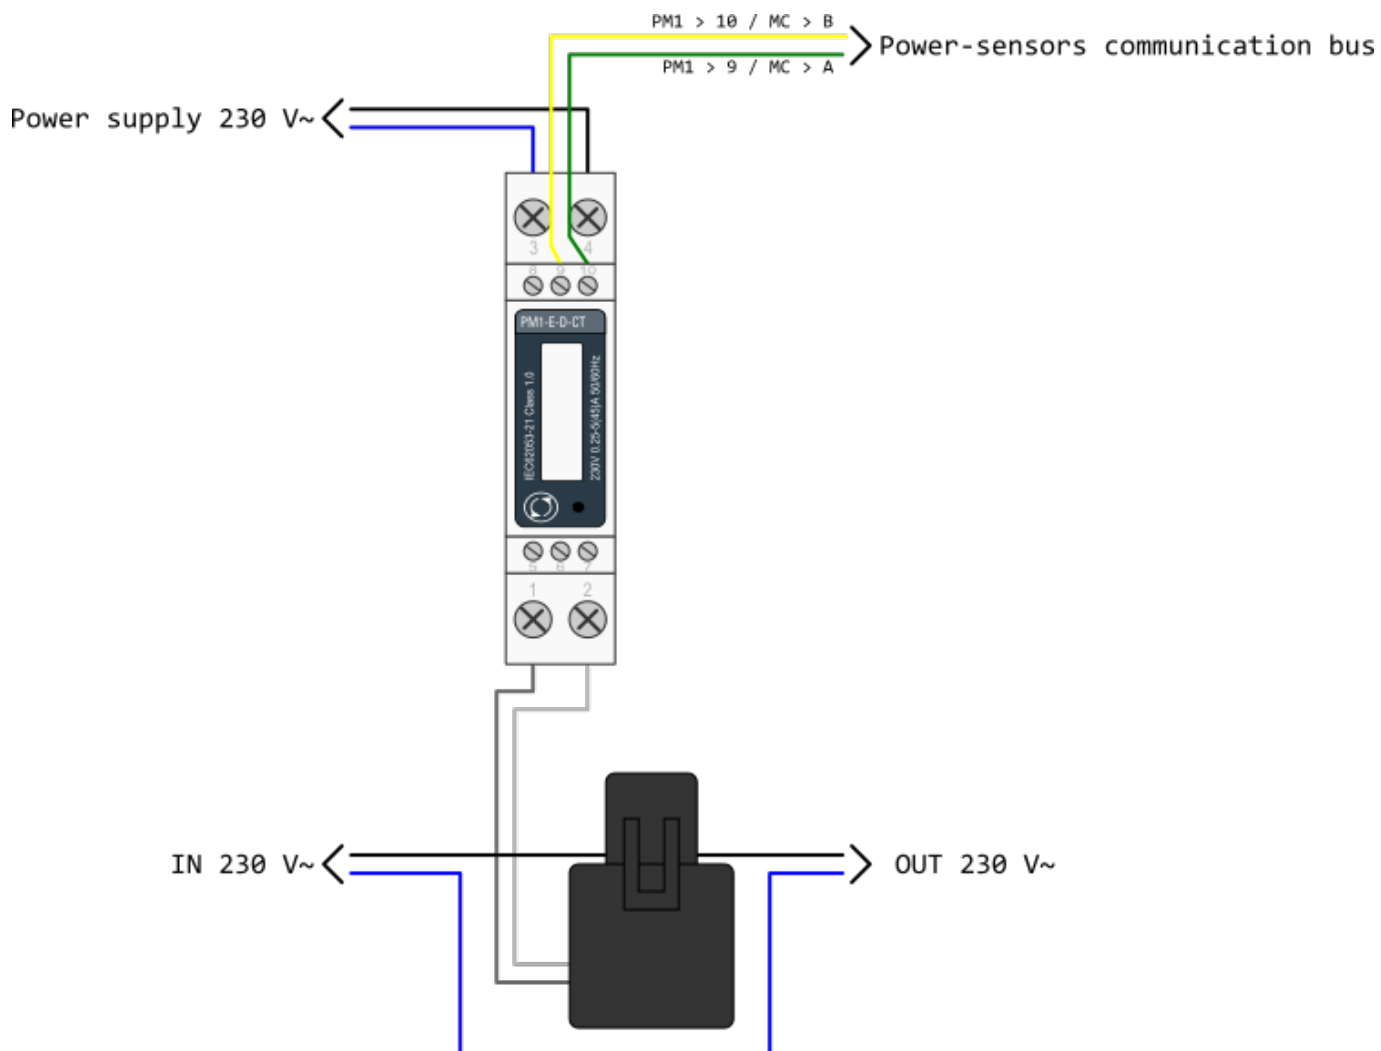 PM1 > 10 / MC > B
Power-sensors communication bus
PM1 > 9 / MC > A
Power supply 230 V~
3
4
8 9 10
PM1-E-D-CT
IEC62053-21 Class 1.0
230V 0.25-5(45)A 50/60Hz
5 6 7
1
2
IN 230 V~
OUT 230 V~